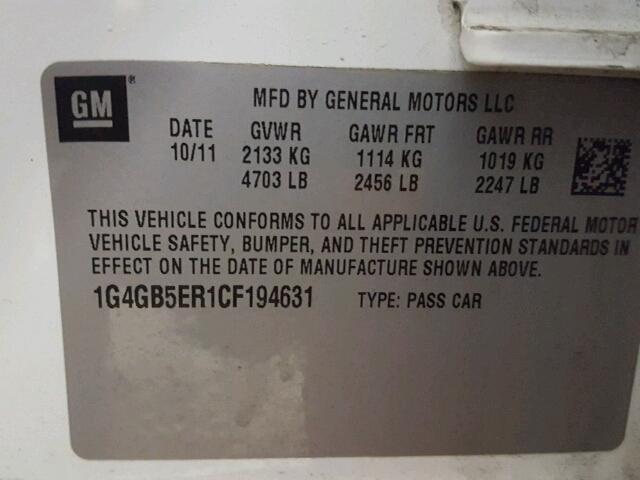 GM ®
MFD BY GENERAL MOTORS LLC
DATE GVWR GAWR FRT GAWR RR
10/11 2133 KG 1114 KG 1019 KG
4703 LB 2456 LB 2247 LB
THIS VEHICLE CONFORMS TO ALL APPLICABLE U.S. FEDERAL MOTOR
VEHICLE SAFETY, BUMPER, AND THEFT PREVENTION STANDARDS IN
EFFECT ON THE DATE OF MANUFACTURE SHOWN ABOVE.
1G4GB5ER1CF194631 TYPE: PASS CAR